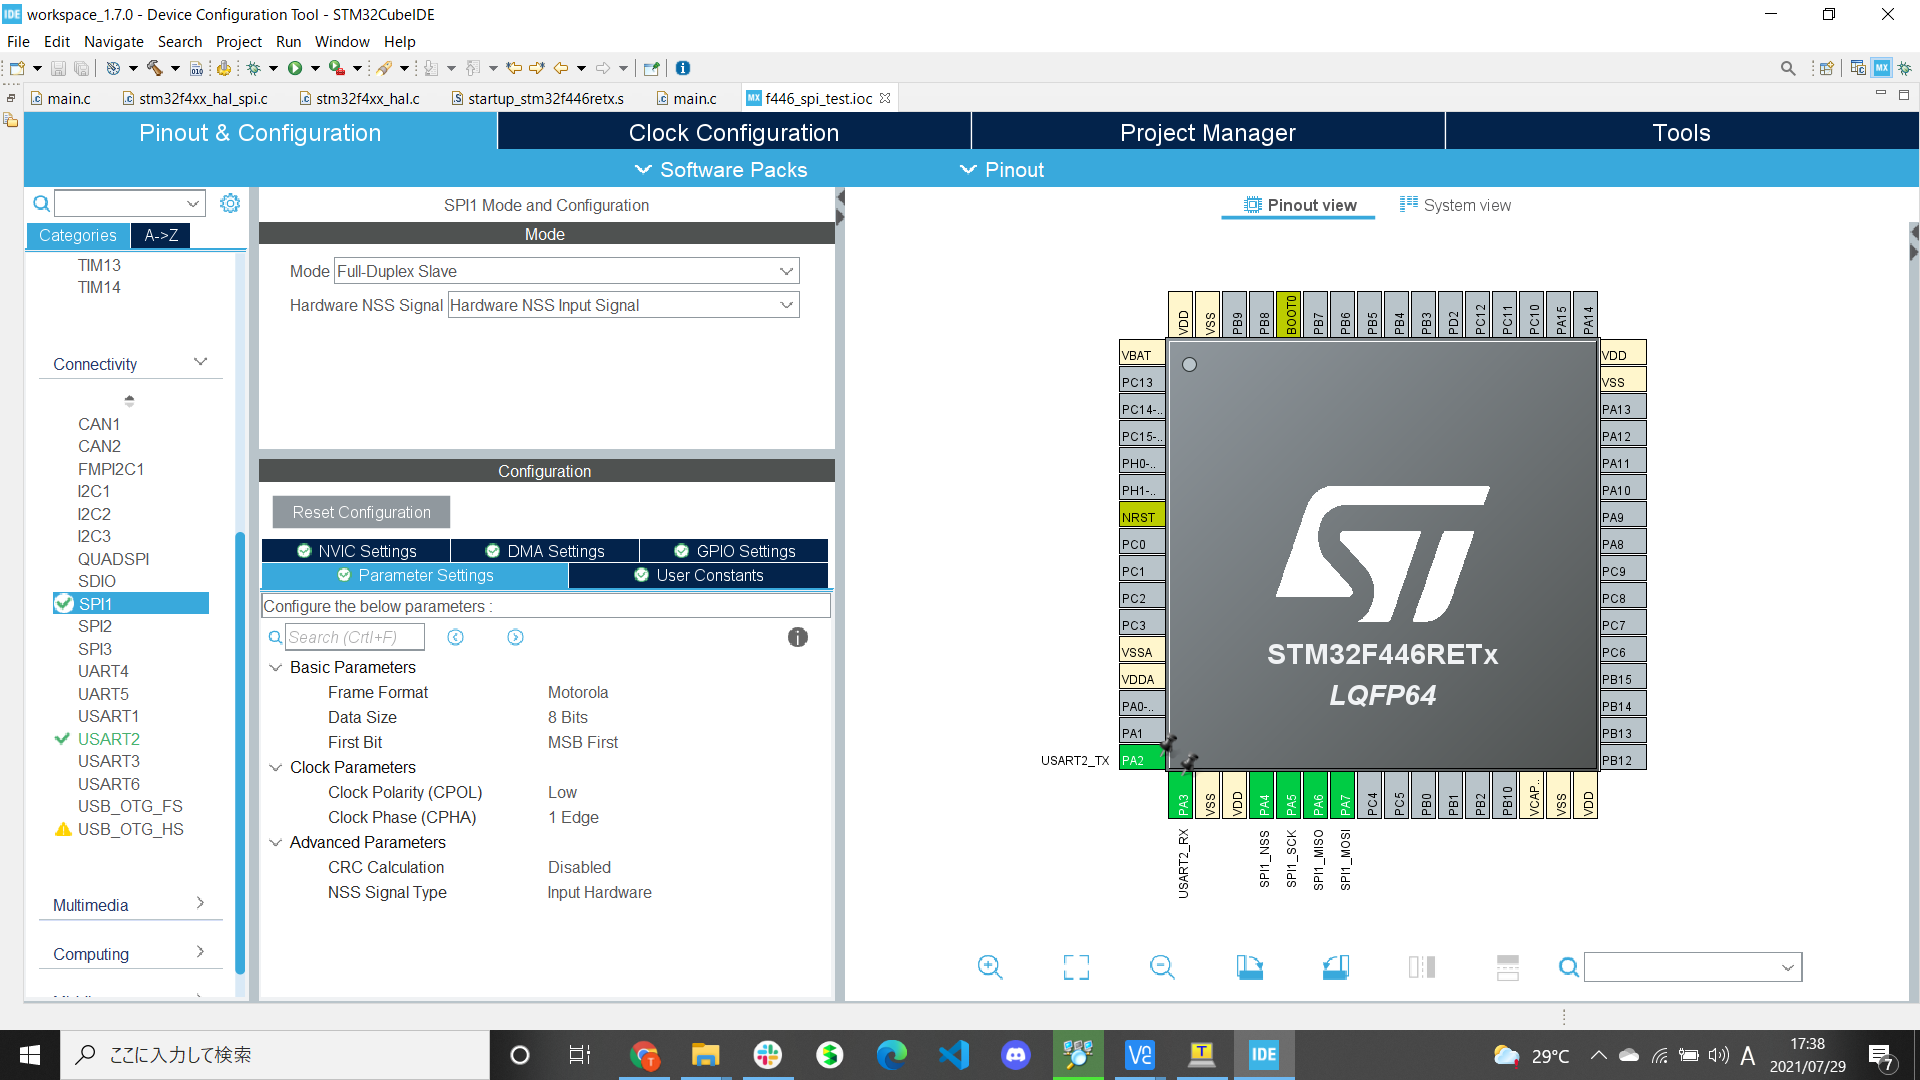 IDE workspace_1.7.0 - Device Configuration Tool - STM32CubeIDE
File Edit Navigate Search Project Run Window Help
main.c stm32f4xx_hal_spi.c stm32f4xx_hal.c startup_stm32f446retx.s main.c MX f446_spi_test.ioc
Pinout & Configuration Clock Configuration Project Manager Tools
Software Packs Pinout
Categories A->Z
TIM13
TIM14
Connectivity
CAN1
CAN2
FMPI2C1
I2C1
I2C2
I2C3
QUADSPI
SDIO
SPI1
SPI2
SPI3
UART4
UART5
USART1
USART2
USART3
USART6
USB_OTG_FS
USB_OTG_HS
Multimedia
Computing
SPI1 Mode and Configuration
Mode
Mode Full-Duplex Slave
Hardware NSS Signal Hardware NSS Input Signal
Configuration
Reset Configuration
NVIC Settings DMA Settings GPIO Settings
Parameter Settings User Constants
Configure the below parameters :
Search (Crtl+F)
Basic Parameters
Frame Format Motorola
Data Size 8 Bits
First Bit MSB First
Clock Parameters
Clock Polarity (CPOL) Low
Clock Phase (CPHA) 1 Edge
Advanced Parameters
CRC Calculation Disabled
NSS Signal Type Input Hardware
Pinout view System view
VDD VSS PB9 PB8 BOOT0 PB7 PB6 PB5 PB4 PB3 PD2 PC12 PC11 PC10 PA15 PA14
VBAT
PC13
PC14-..
PC15-..
PH0-..
PH1-..
NRST
PC0
PC1
PC2
PC3
VSSA
VDDA
PA0-..
PA1
USART2_TX PA2
STM32F446RETx
LQFP64
VDD
VSS
PA13
PA12
PA11
PA10
PA9
PA8
PC9
PC8
PC7
PC6
PB15
PB14
PB13
PB12
PA3 VSS VDD PA4 PA5 PA6 PA7 PC4 PC5 PB0 PB1 PB2 PB10 VCAP.. VSS VDD
USART2_RX SPI1_NSS SPI1_SCK SPI1_MISO SPI1_MOSI
ここに入力して検索
IDE
29°C
A
17:38
2021/07/29
7